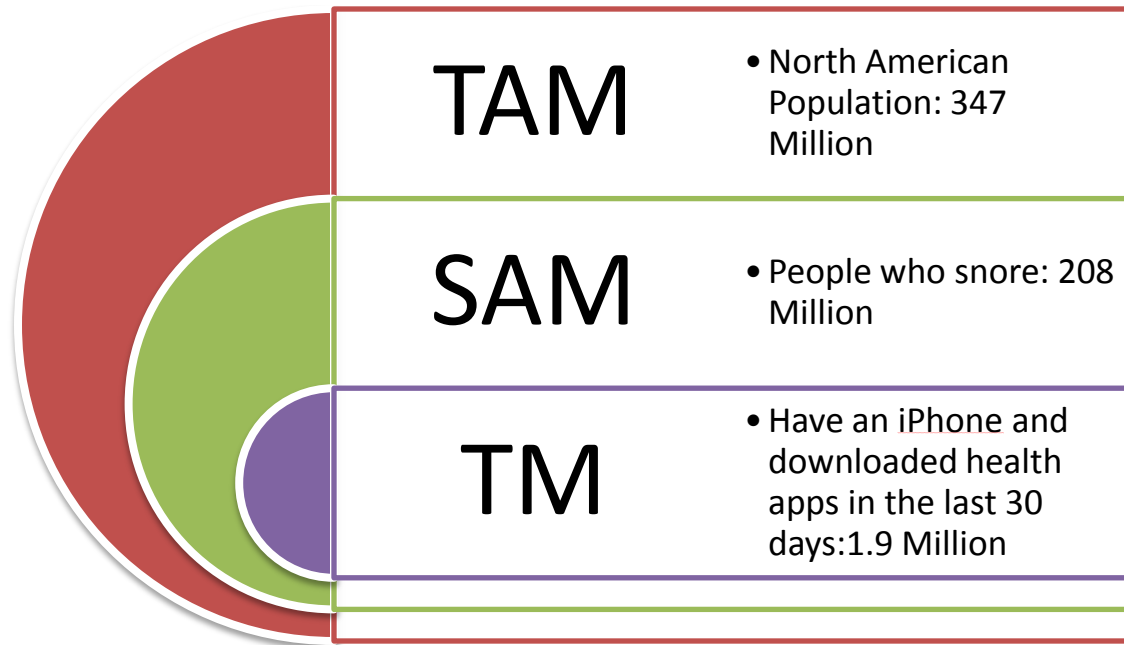 TAM
• North American
Population: 347
Million
SAM
• People who snore: 208
Million
TM
• Have an iPhone and
downloaded health
apps in the last 30
days:1.9 Million